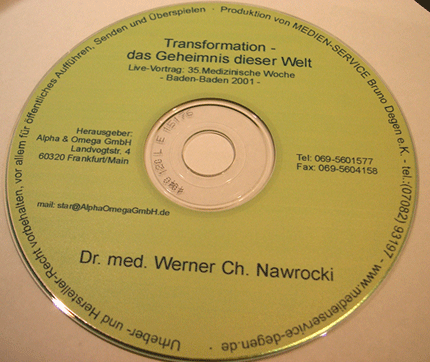 Urheber- und Hersteller-Recht vorbehalten, vor allem für öffentliches Aufführen, Senden und Überspielen · Produktion von MEDIEN-SERVICE Bruno Degen e.K. · tel.:(07082) 93197 - www.medienservice-degen.de
Transformation -
das Geheimnis dieser Welt
Live-Vortrag: 35.Medizinische Woche
- Baden-Baden 2001 -
Herausgeber:
Alpha & Omega GmbH
Landvogtstr. 4
60320 Frankfurt/Main
Tel: 069-5601577
Fax: 069-5604158
mail: star@AlphaOmegaGmbH.de
Dr. med. Werner Ch. Nawrocki